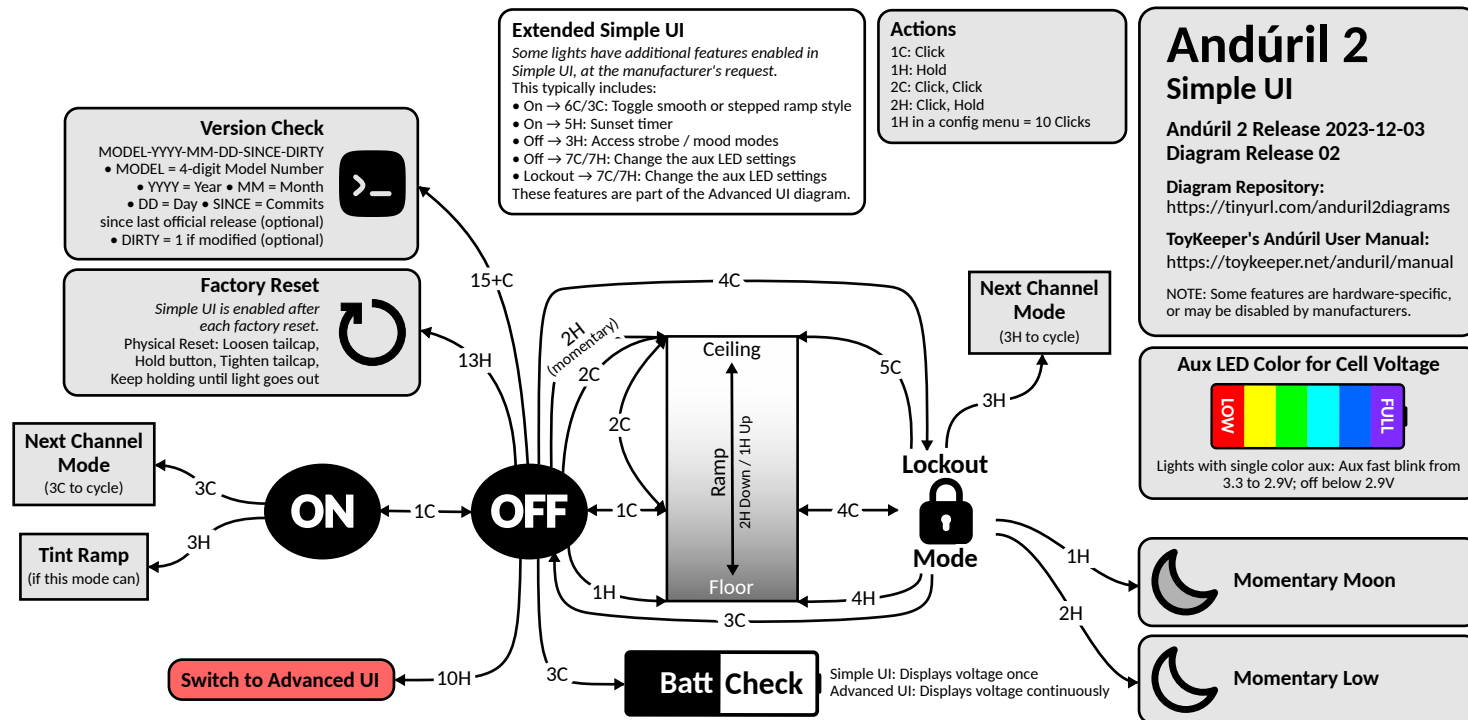 Extended Simple UI
Some lights have additional features enabled in
Simple UI, at the manufacturer's request.
This typically includes:
• On → 6C/3C: Toggle smooth or stepped ramp style
• On → 5H: Sunset timer
• Off → 3H: Access strobe / mood modes
• Off → 7C/7H: Change the aux LED settings
• Lockout → 7C/7H: Change the aux LED settings
These features are part of the Advanced UI diagram.
Actions
1C: Click
1H: Hold
2C: Click, Click
2H: Click, Hold
1H in a config menu = 10 Clicks
Andúril 2
Simple UI
Andúril 2 Release 2023-12-03
Diagram Release 02
Diagram Repository:
https://tinyurl.com/anduril2diagrams
ToyKeeper's Andúril User Manual:
https://toykeeper.net/anduril/manual
NOTE: Some features are hardware-specific,
or may be disabled by manufacturers.
Version Check
MODEL-YYYY-MM-DD-SINCE-DIRTY
• MODEL = 4-digit Model Number
• YYYY = Year • MM = Month
• DD = Day • SINCE = Commits
since last official release (optional)
• DIRTY = 1 if modified (optional)
>_
Factory Reset
Simple UI is enabled after
each factory reset.
Physical Reset: Loosen tailcap,
Hold button, Tighten tailcap,
Keep holding until light goes out
15+C
13H
4C
2H
(momentary)
2C
2C
Ceiling
Ramp
2H Down / 1H Up
Floor
5C
Next Channel
Mode
(3H to cycle)
3H
Aux LED Color for Cell Voltage
LOW
FULL
Lights with single color aux: Aux fast blink from
3.3 to 2.9V; off below 2.9V
Next Channel
Mode
(3C to cycle)
3C
ON
1C
OFF
1C
4C
Lockout
Mode
3H
Tint Ramp
(if this mode can)
1H
4H
3C
1H
Momentary Moon
2H
Momentary Low
Switch to Advanced UI
10H
3C
Batt Check
Simple UI: Displays voltage once
Advanced UI: Displays voltage continuously